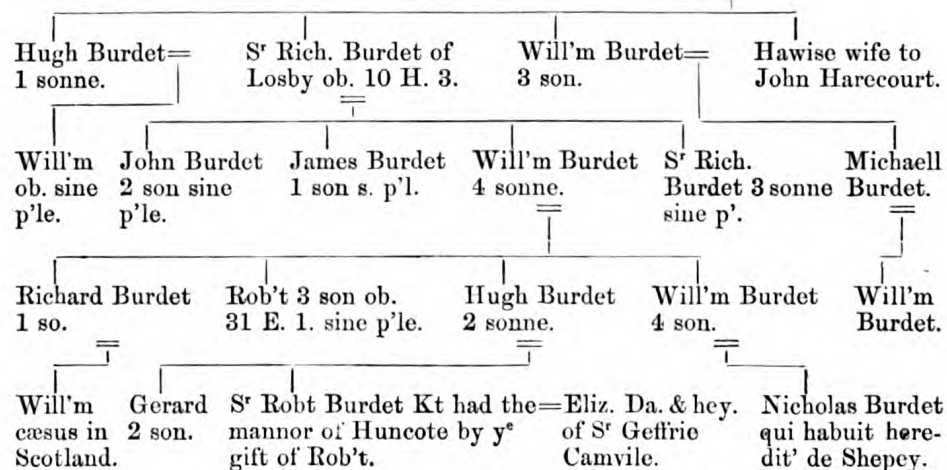 Hugh Burdet=
1 sonne.
Sʳ Rich. Burdet of
Losby ob. 10 H. 3.
Will'm Burdet=
3 son.
Hawise wife to
John Harecourt.
Will'm
ob. sine
p'le.
John Burdet
2 son sine
p'le.
James Burdet
1 son s. p'l.
Will'm Burdet
4 sonne.
Sʳ Rich.
Burdet 3 sonne
sine p'.
Michaell
Burdet.
Richard Burdet
1 so.
Rob't 3 son ob.
31 E. 1. sine p'le.
Hugh Burdet
2 sonne.
Will'm Burdet
4 son.
Will'm
Burdet.
Will'm
cæsus in
Scotland.
Gerard
2 son.
Sʳ Robt Burdet Kt had the=
mannor of Huncote by yᵉ
gift of Rob't.
Eliz. Da. & hey.
of Sʳ Geffrie
Camvile.
Nicholas Burdet
qui habuit here-
dit' de Shepey.